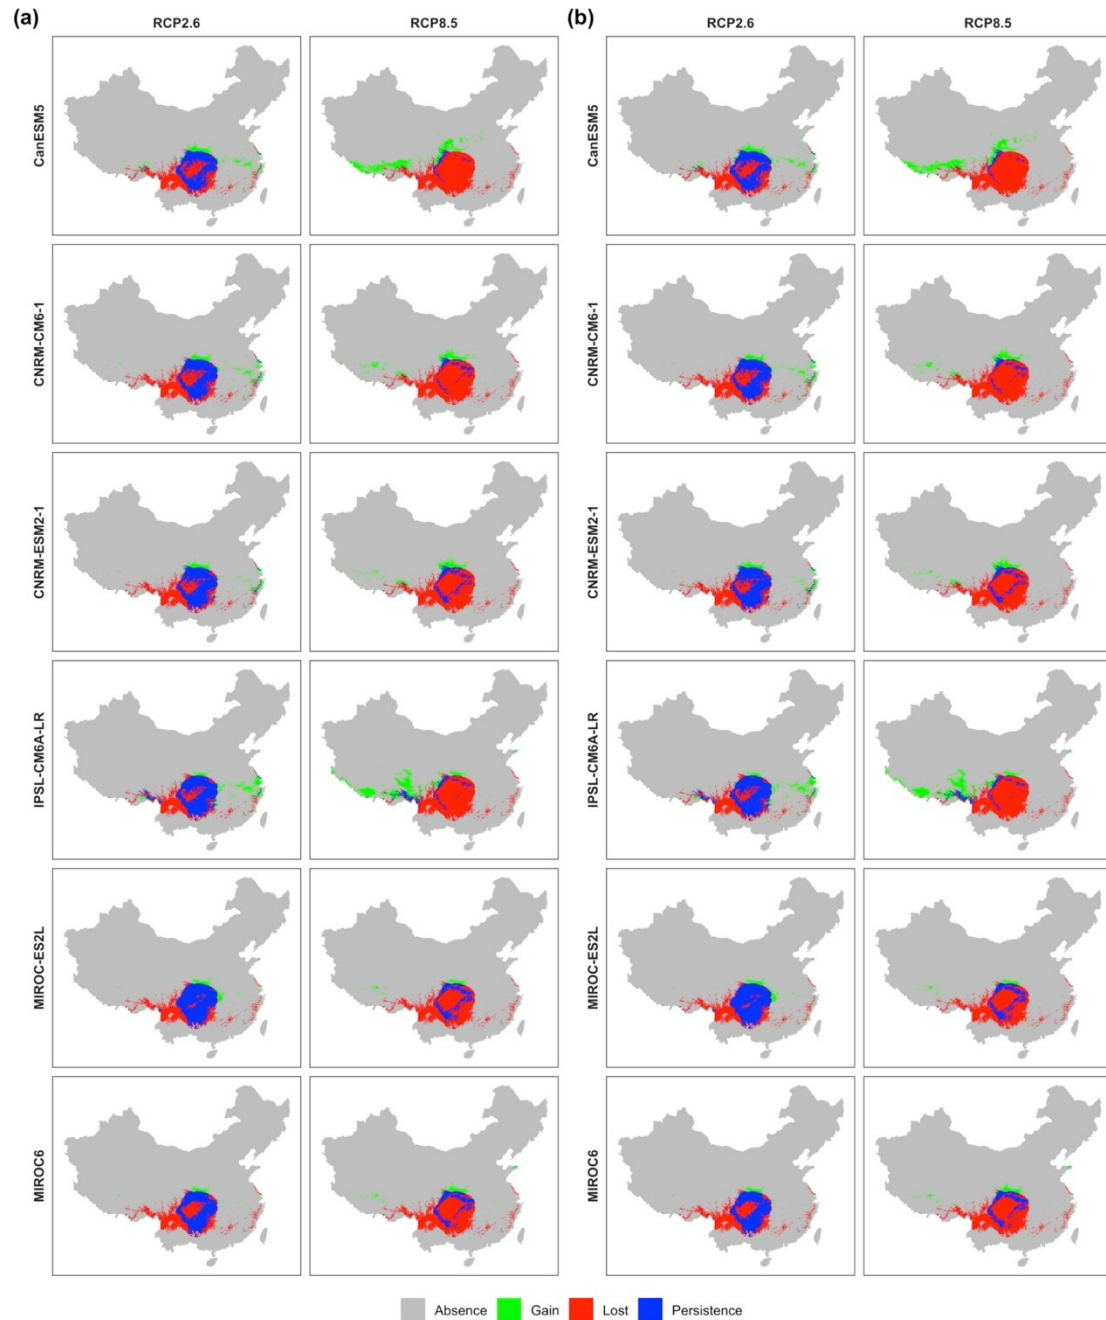 (a)
RCP2.6
RCP8.5
(b)
RCP2.6
RCP8.5
CanESM5
CanESM5
CNRM-CM6-1
CNRM-CM6-1
CNRM-ESM2-1
CNRM-ESM2-1
IPSL-CM6A-LR
IPSL-CM6A-LR
MIROC-ES2L
MIROC-ES2L
MIROC6
MIROC6
Absence
Gain
Lost
Persistence